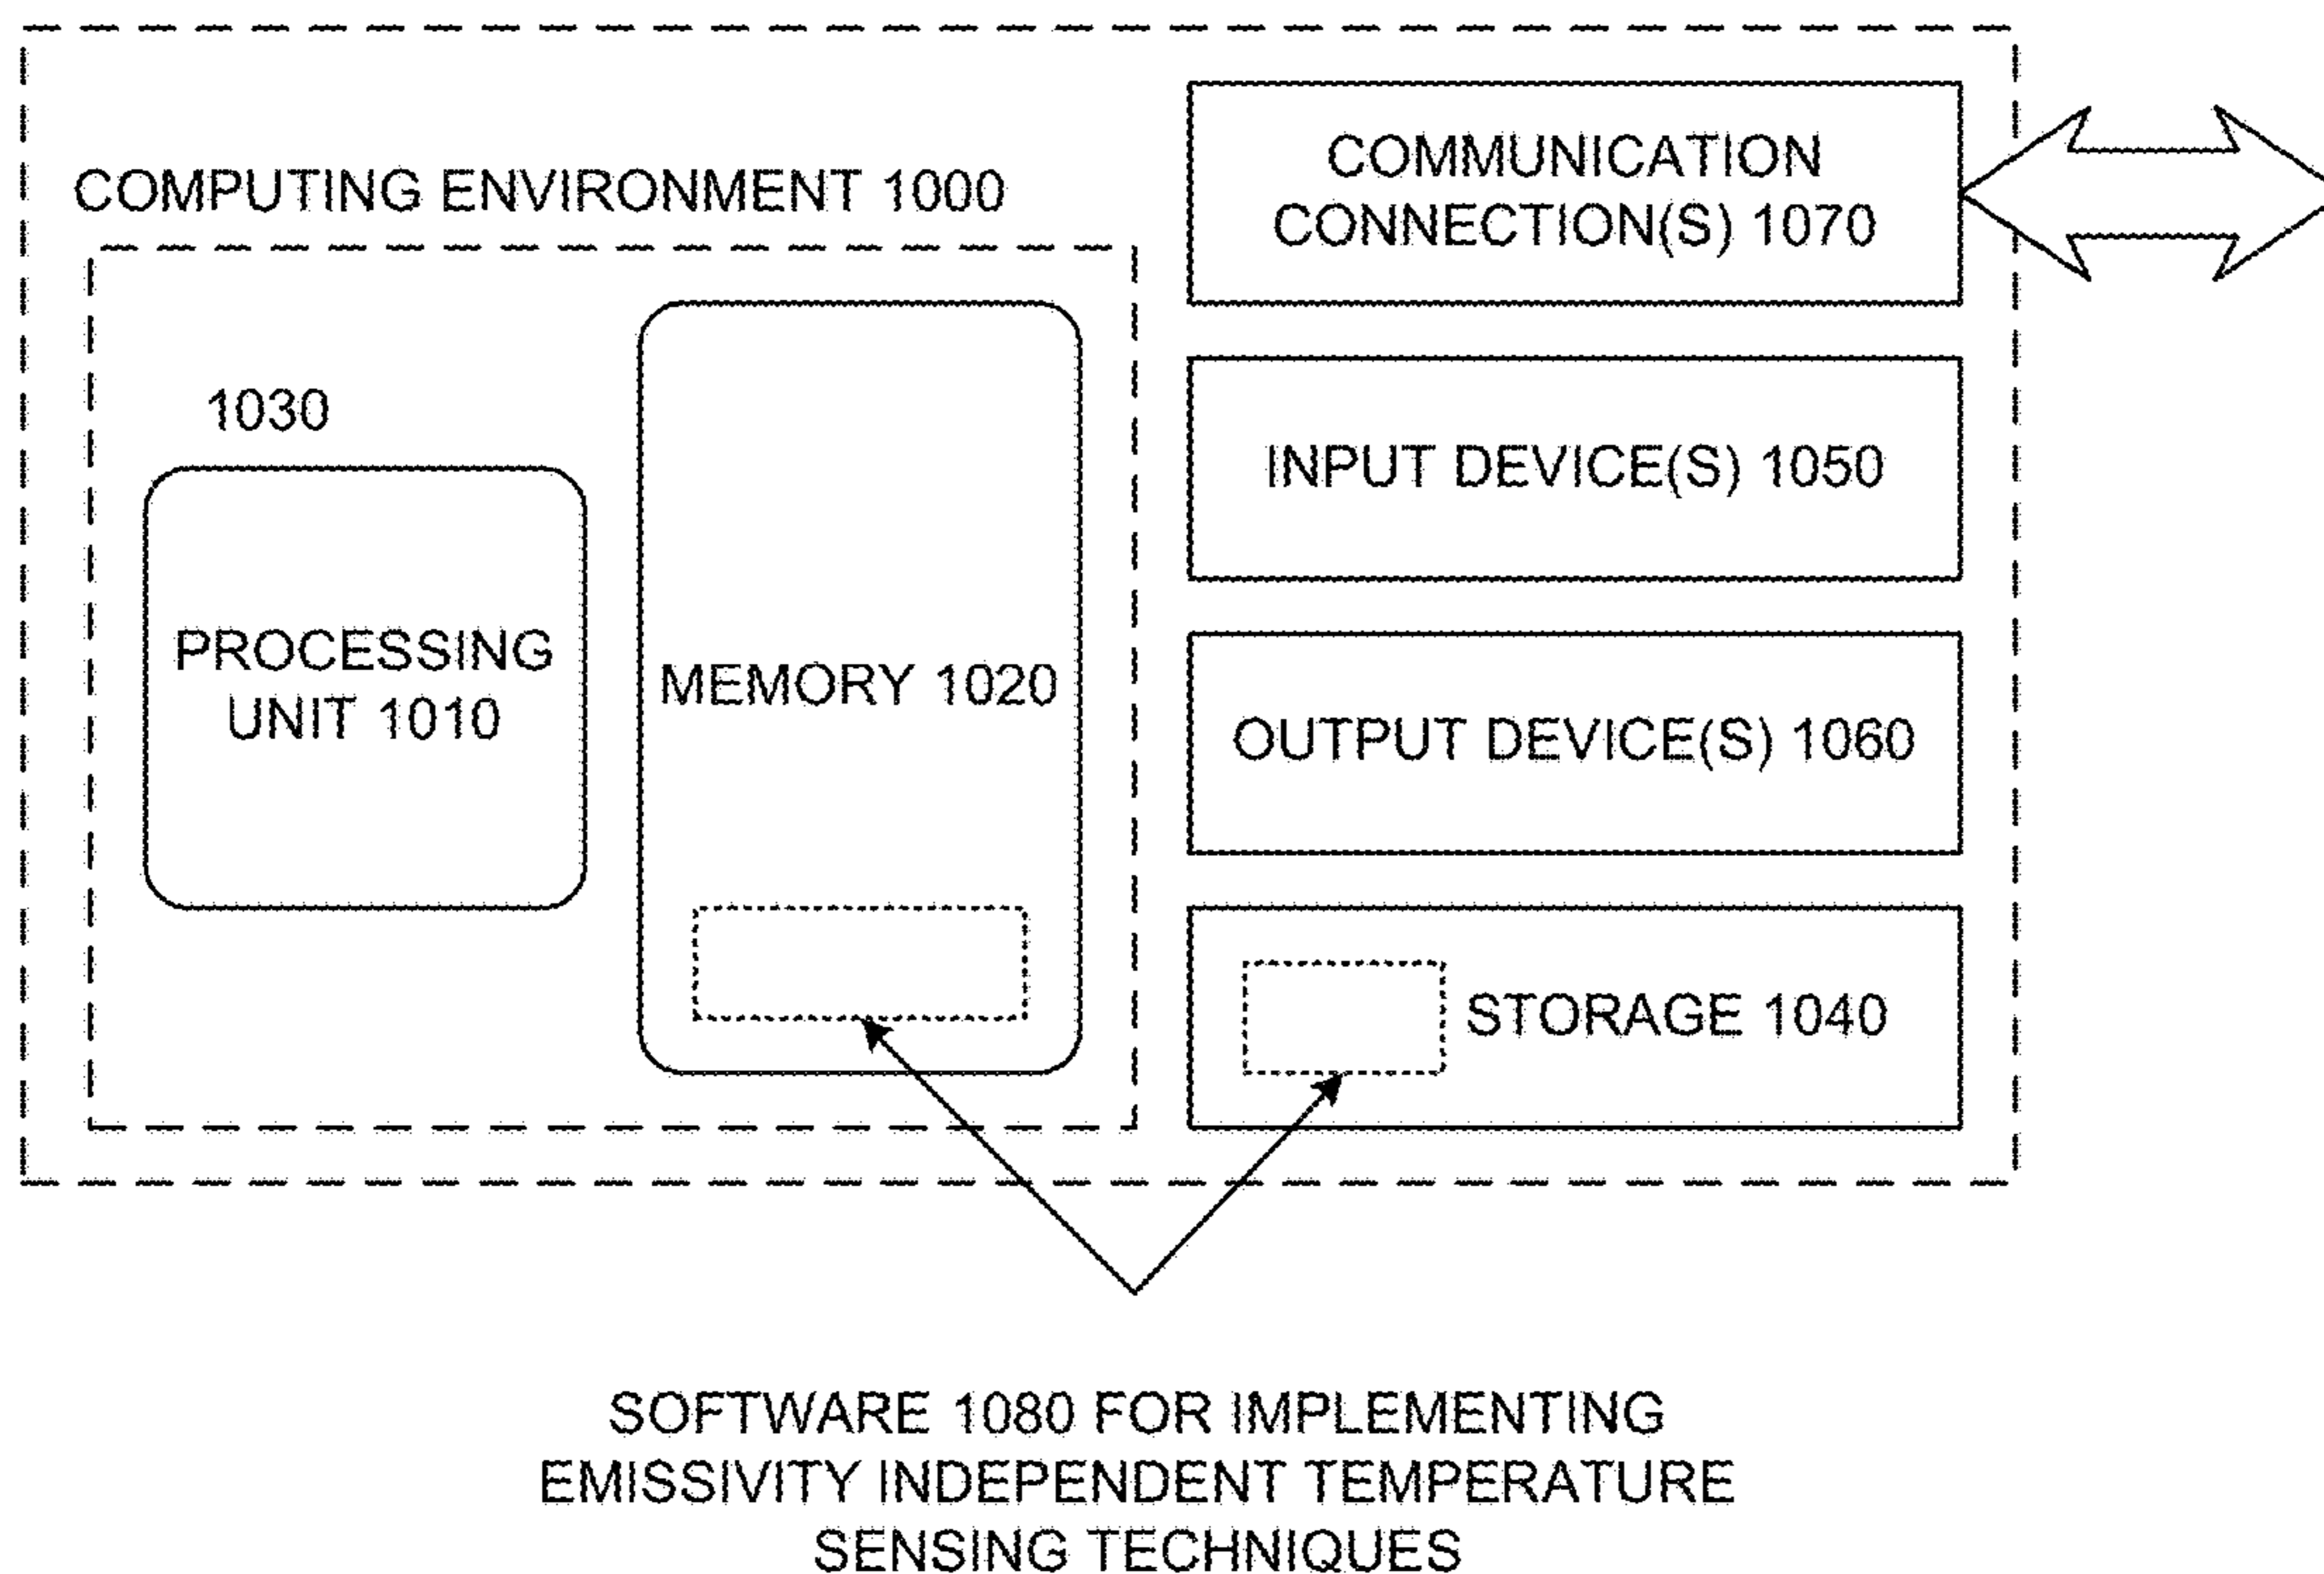 COMPUTING ENVIRONMENT 1000
1030
PROCESSING
UNIT 1010
MEMORY 1020
COMMUNICATION
CONNECTION(S) 1070
INPUT DEVICE(S) 1050
OUTPUT DEVICE(S) 1060
STORAGE 1040
SOFTWARE 1080 FOR IMPLEMENTING
EMISSIVITY INDEPENDENT TEMPERATURE
SENSING TECHNIQUES